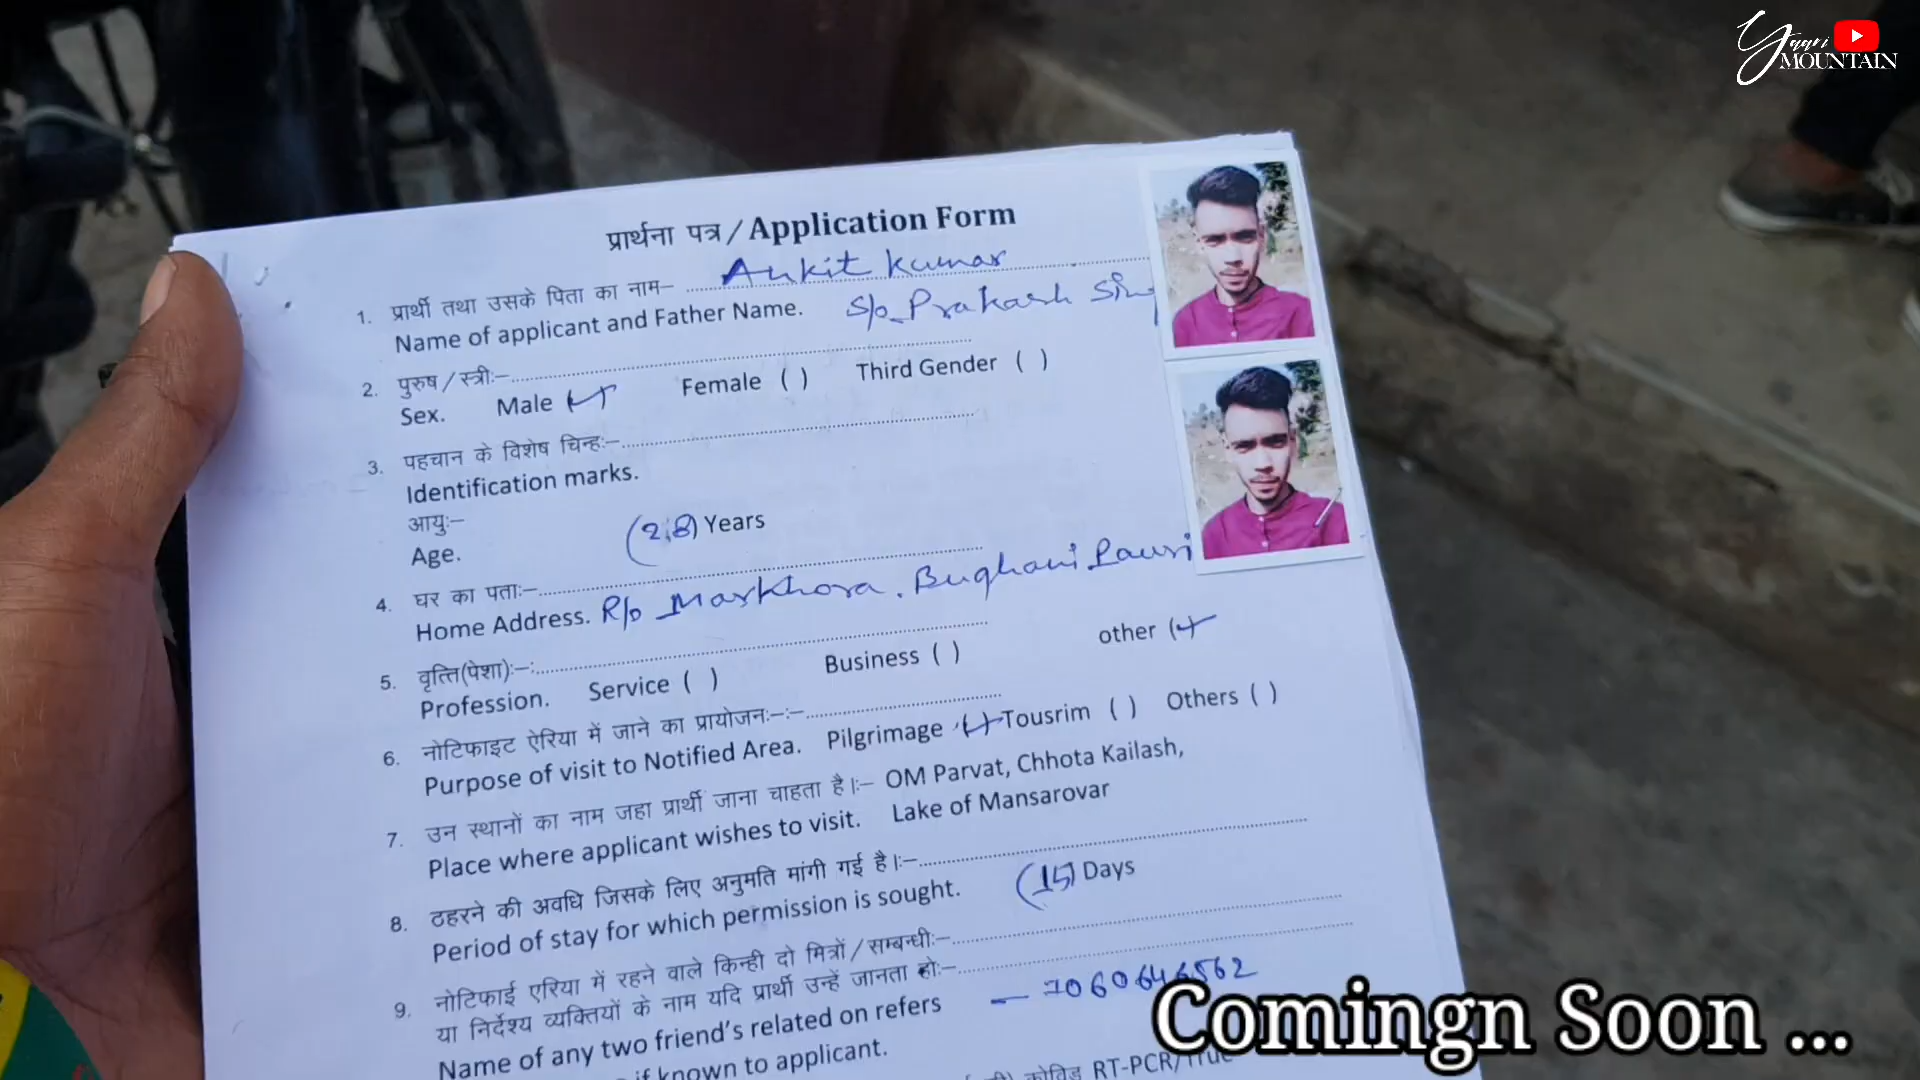 Yaari
MOUNTAIN
प्रार्थना पत्र / Application Form
Ankit Kumar
1. प्रार्थी तथा उसके पिता का नाम–
Name of applicant and Father Name. S/o Prakash
2. पुरुष / स्त्री:–
Sex. Male ( ) Female ( ) Third Gender ( )
3. पहचान के विशेष चिन्ह:–
Identification marks.
आयु:–
Age. (28) Years
4. घर का पता:–
Home Address. R/o Markhora. Bughani Pauri
5. वृत्ति(पेशा):–:
Profession. Service ( ) Business ( ) other ( )
6. नोटिफाइट ऐरिया में जाने का प्रायोजन:–:–
Purpose of visit to Notified Area. Pilgrimage ( ) Tousrim ( ) Others ( )
7. उन स्थानों का नाम जहा प्रार्थी जाना चाहता है।:– OM Parvat, Chhota Kailash,
Place where applicant wishes to visit. Lake of Mansarovar
8. ठहरने की अवधि जिसके लिए अनुमति मांगी गई है।:–
Period of stay for which permission is sought. (15) Days
9. नोटिफाई एरिया में रहने वाले किन्ही दो मित्रों / सम्बन्धी:–
या निर्देश्य व्यक्तियों के नाम यदि प्रार्थी उन्हें जानता हो:–
Name of any two friend's related on refers — 7060646562
if known to applicant.
कोविड RT-PCR/True
Comingn Soon ...